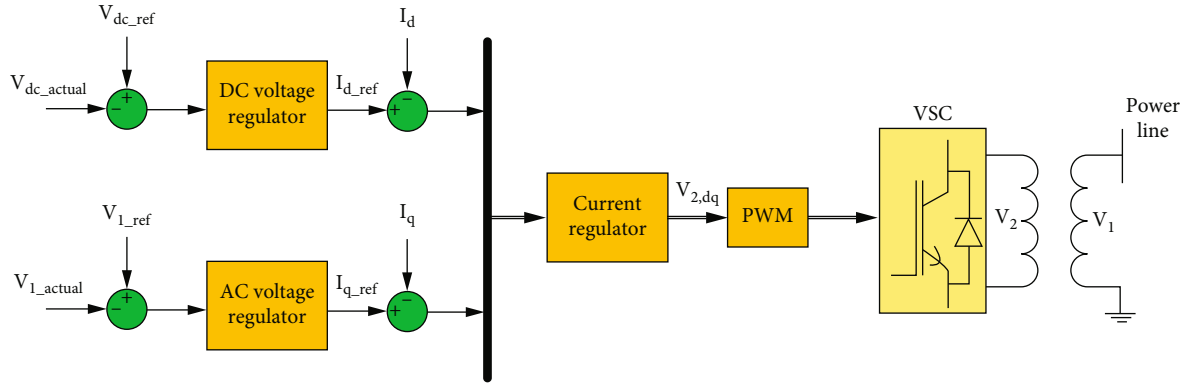 V_dc_ref
I_d
V_dc_actual
+
−
DC voltage
regulator
I_d_ref
−
+
VSC
Power
line
V_1_ref
I_q
Current
regulator
V_2,dq
PWM
V_2
V_1
V_1_actual
+
−
AC voltage
regulator
I_q_ref
−
+